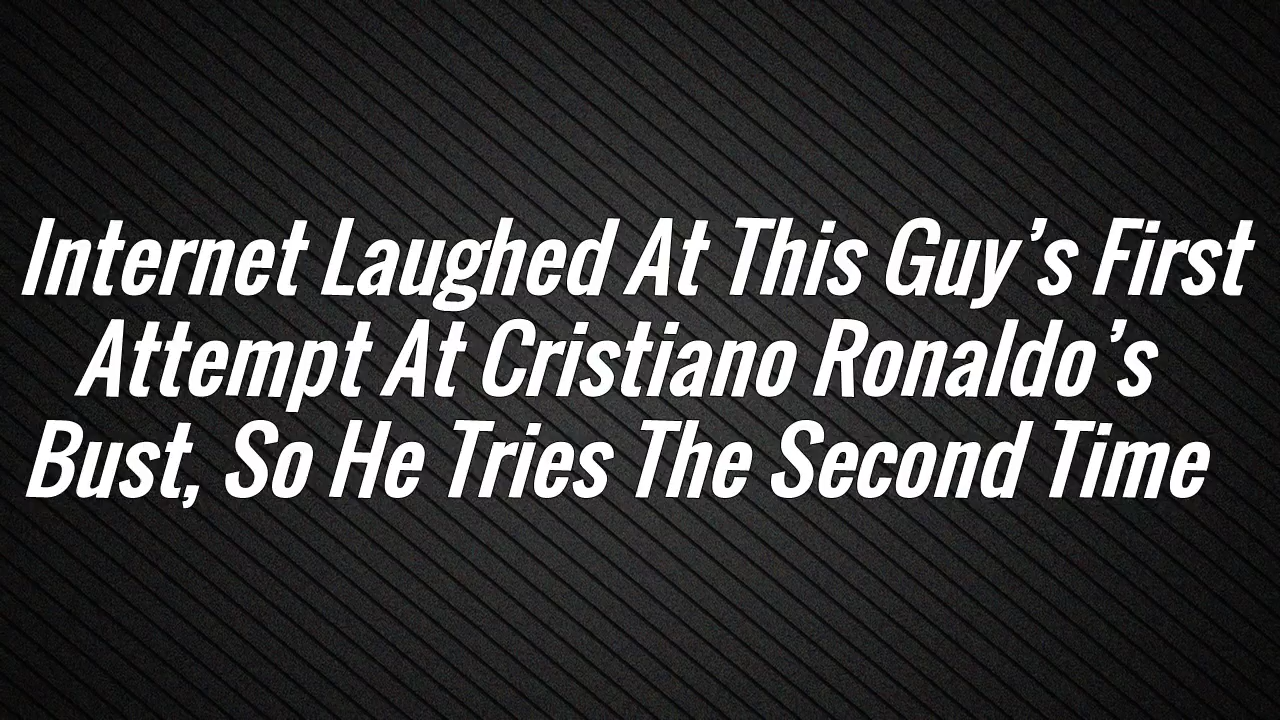 Internet Laughed At This Guy’s First
Attempt At Cristiano Ronaldo’s
Bust, So He Tries The Second Time